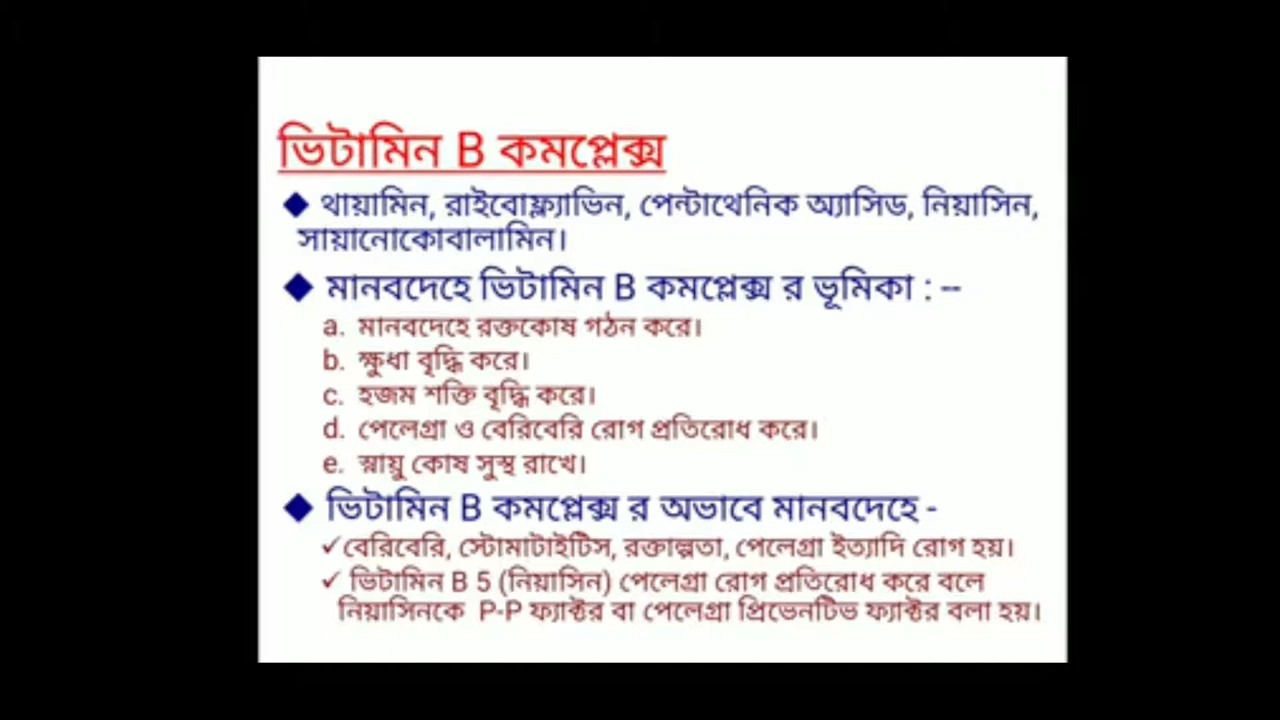 ভিটামিন B কমপ্লেক্স
◆ থায়ামিন, রাইবোফ্ল্যাভিন, পেন্টাথেনিক অ্যাসিড, নিয়াসিন,
সায়ানোকোবালামিন।
◆ মানবদেহে ভিটামিন B কমপ্লেক্স র ভূমিকা : --
a. মানবদেহে রক্তকোষ গঠন করে।
b. ক্ষুধা বৃদ্ধি করে।
c. হজম শক্তি বৃদ্ধি করে।
d. পেলেগ্রা ও বেরিবেরি রোগ প্রতিরোধ করে।
e. স্নায়ু কোষ সুস্থ রাখে।
◆ ভিটামিন B কমপ্লেক্স র অভাবে মানবদেহে -
✓বেরিবেরি, স্টোমাটাইটিস, রক্তাল্পতা, পেলেগ্রা ইত্যাদি রোগ হয়।
✓ ভিটামিন B 5 (নিয়াসিন) পেলেগ্রা রোগ প্রতিরোধ করে বলে
নিয়াসিনকে P-P ফ্যাক্টর বা পেলেগ্রা প্রিভেনটিভ ফ্যাক্টর বলা হয়।